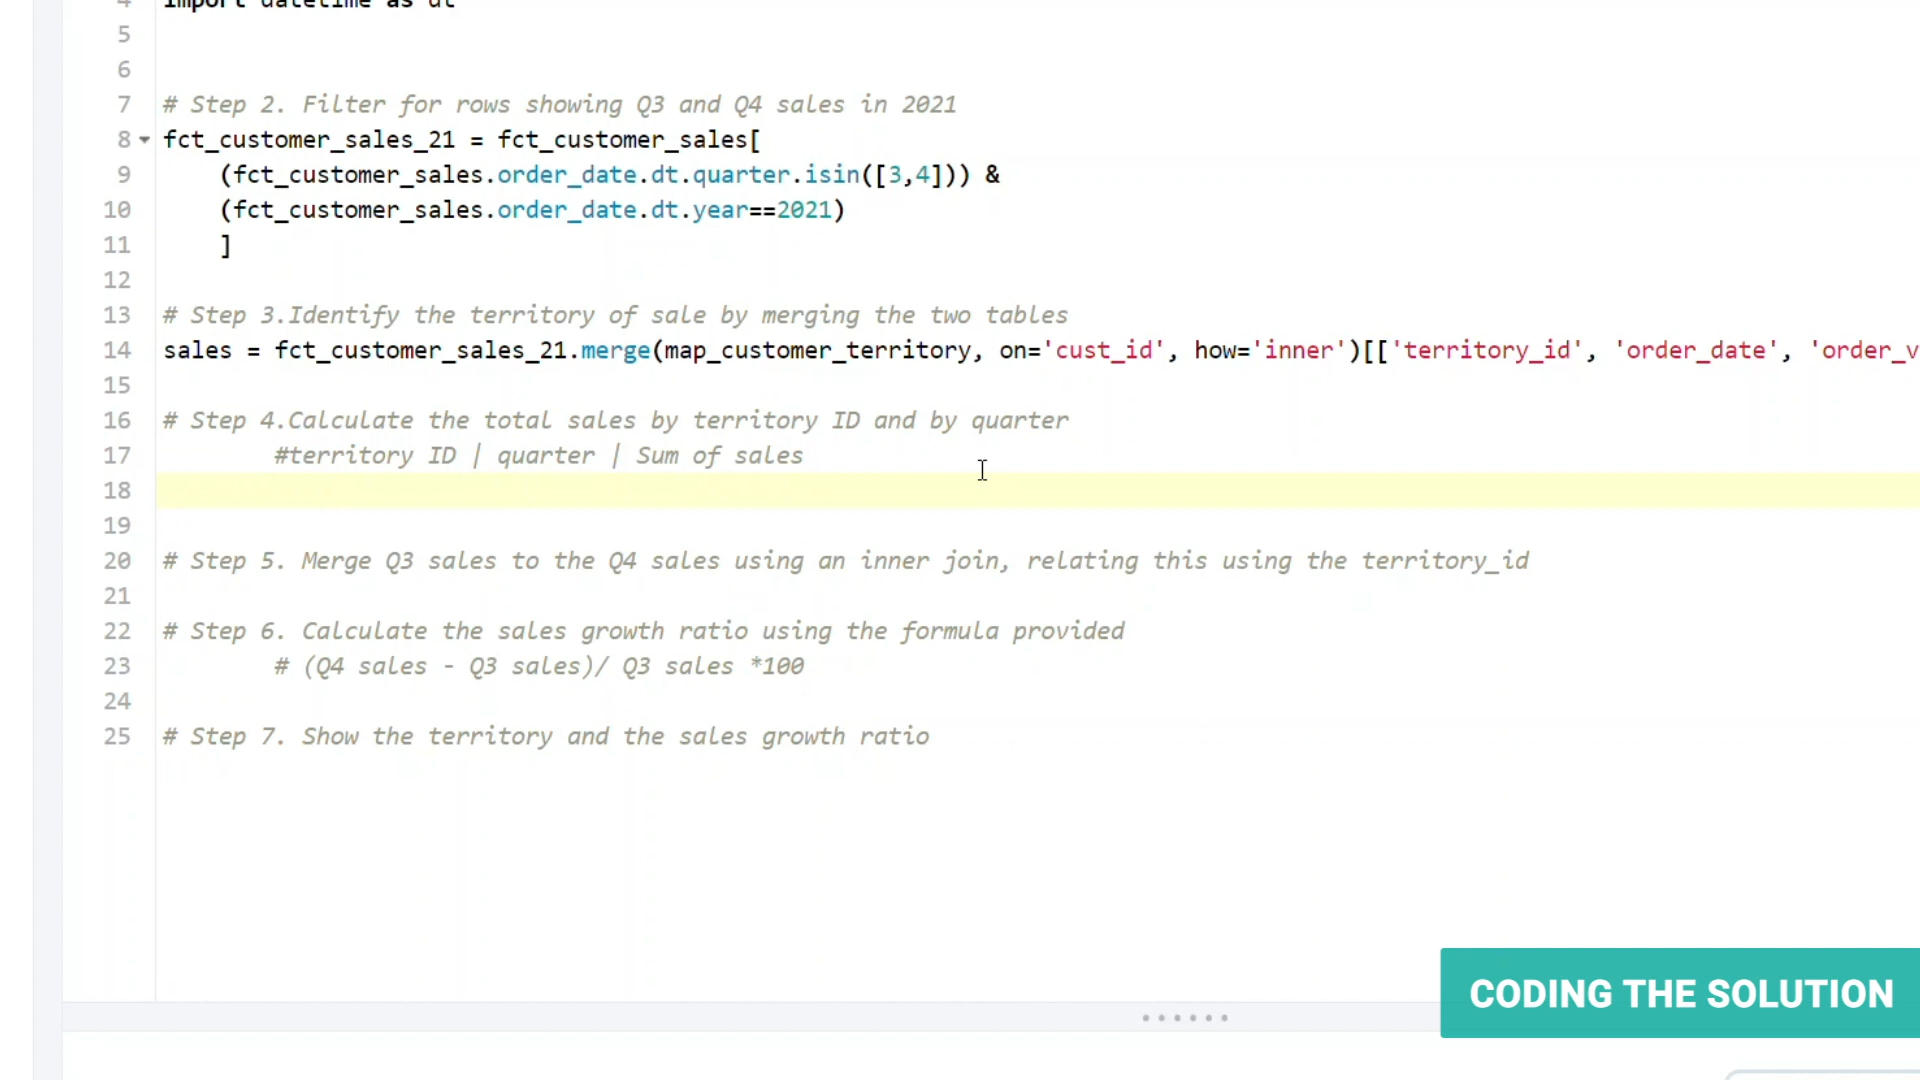 4 import datetime as dt
5
6
7 # Step 2. Filter for rows showing Q3 and Q4 sales in 2021
8 fct_customer_sales_21 = fct_customer_sales[
9 (fct_customer_sales.order_date.dt.quarter.isin([3,4])) &
10 (fct_customer_sales.order_date.dt.year==2021)
11 ]
12
13 # Step 3.Identify the territory of sale by merging the two tables
14 sales = fct_customer_sales_21.merge(map_customer_territory, on='cust_id', how='inner')[['territory_id', 'order_date', 'order_v
15
16 # Step 4.Calculate the total sales by territory ID and by quarter
17 #territory ID | quarter | Sum of sales
18
19
20 # Step 5. Merge Q3 sales to the Q4 sales using an inner join, relating this using the territory_id
21
22 # Step 6. Calculate the sales growth ratio using the formula provided
23 # (Q4 sales - Q3 sales)/ Q3 sales *100
24
25 # Step 7. Show the territory and the sales growth ratio
CODING THE SOLUTION